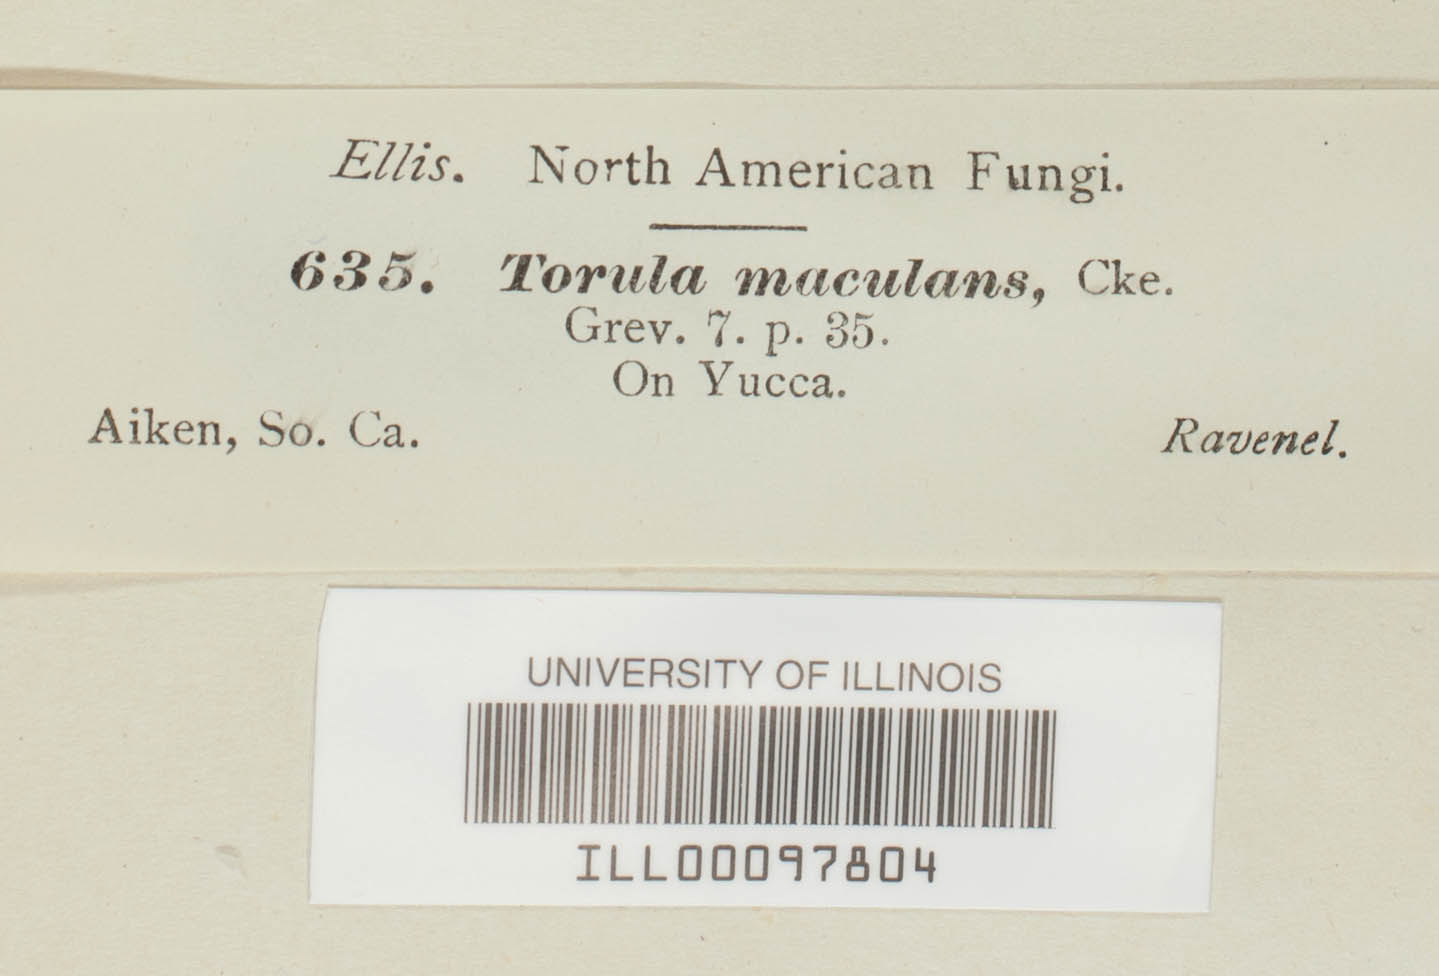 Ellis. North American Fungi.
635. Torula maculans, Cke.
Grev. 7. p. 35.
On Yucca.
Aiken, So. Ca. Ravenel.
UNIVERSITY OF ILLINOIS
ILL00097804